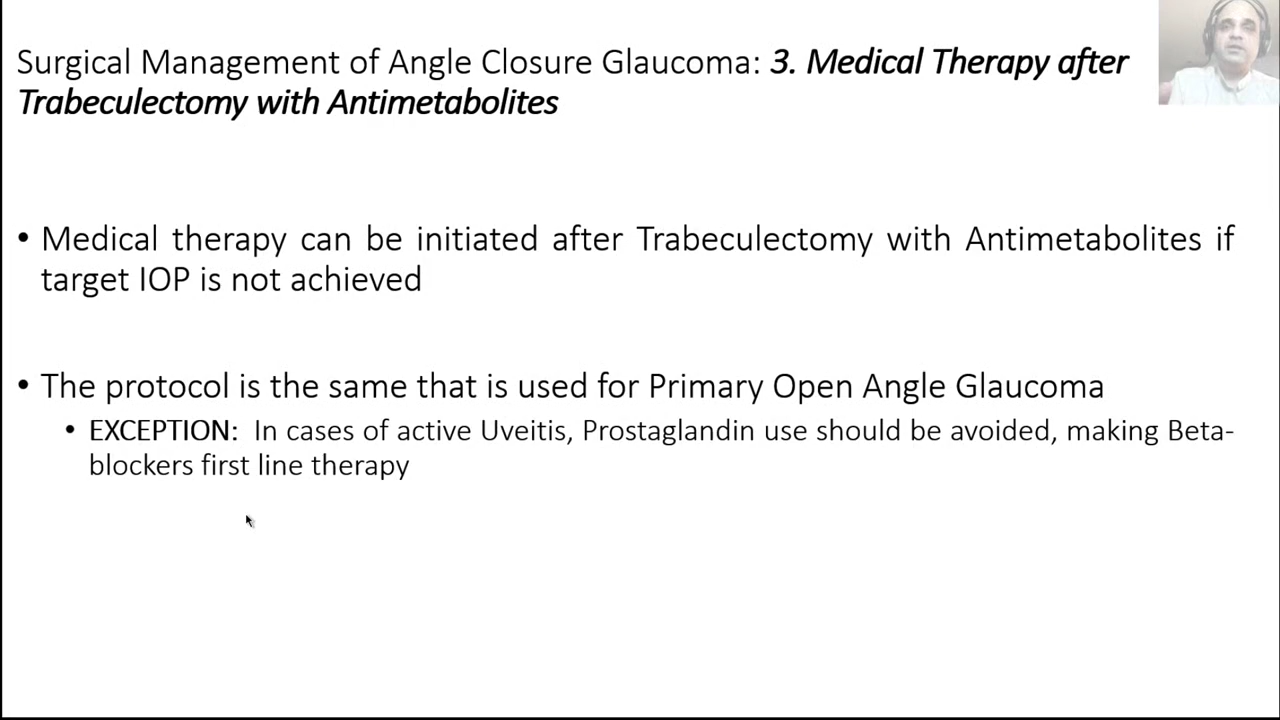 Surgical Management of Angle Closure Glaucoma: 3. Medical Therapy after
Trabeculectomy with Antimetabolites
• Medical therapy can be initiated after Trabeculectomy with Antimetabolites if
target IOP is not achieved
• The protocol is the same that is used for Primary Open Angle Glaucoma
• EXCEPTION: In cases of active Uveitis, Prostaglandin use should be avoided, making Beta-
blockers first line therapy